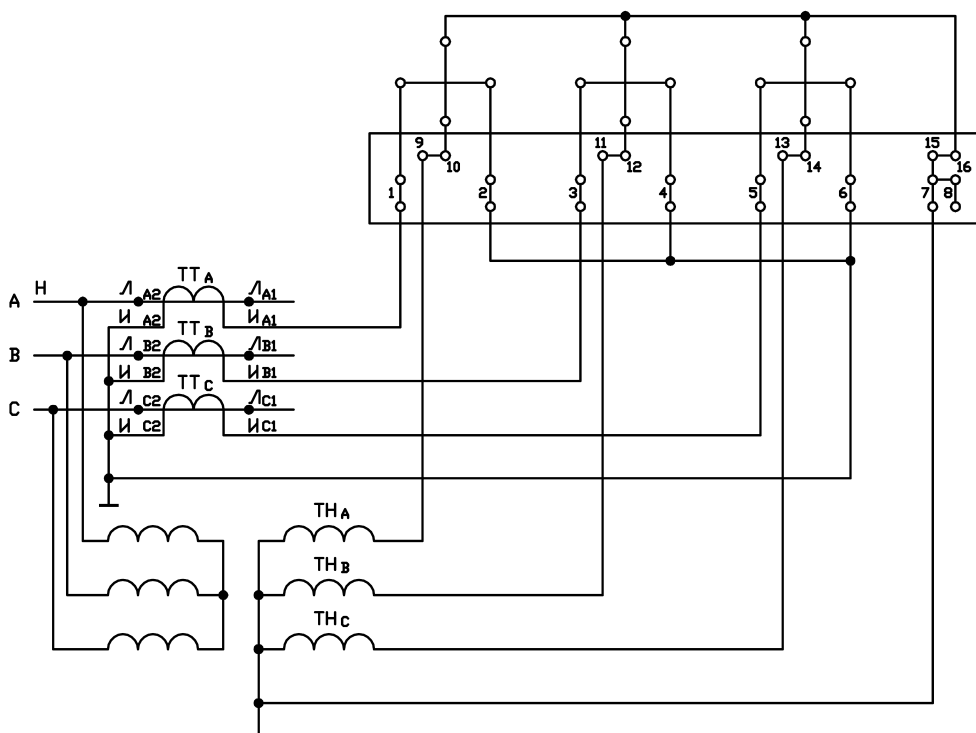 9 11 13 15
10 12 14 16
1 2 3 4 5 6 7 8
ТТ A
А Н Л A2 Л A1
И A2 И A1
ТТ B
В Л B2 Л B1
И B2 И B1
ТТ C
С Л C2 Л C1
И C2 И C1
ТН A
ТН B
ТН C